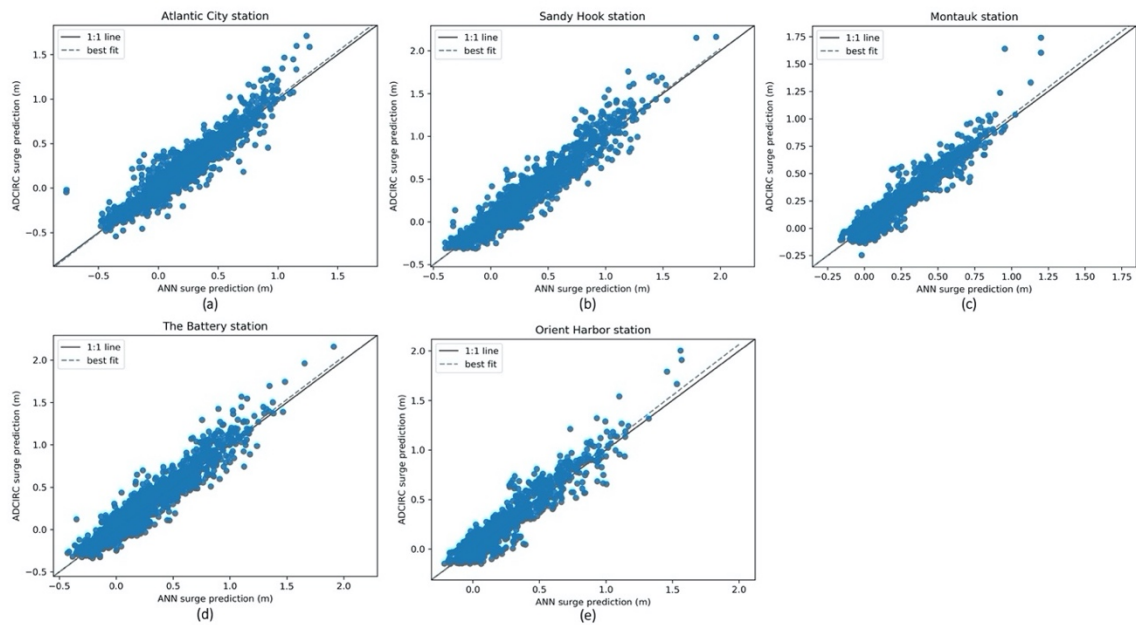 Atlantic City station
1:1 line
best fit
ADCIRC surge prediction (m)
1.5
1.0
0.5
0.0
−0.5
−0.5 0.0 0.5 1.0 1.5
ANN surge prediction (m)
(a)
Sandy Hook station
1:1 line
best fit
ADCIRC surge prediction (m)
2.0
1.5
1.0
0.5
0.0
−0.5
−0.5 0.0 0.5 1.0 1.5 2.0 2.5
ANN surge prediction (m)
(b)
Montauk station
1:1 line
best fit
ADCIRC surge prediction (m)
1.75
1.50
1.25
1.00
0.75
0.50
0.25
0.00
−0.25
−0.25 0.00 0.25 0.50 0.75 1.00 1.25 1.50 1.75
ANN surge prediction (m)
(c)
The Battery station
1:1 line
best fit
ADCIRC surge prediction (m)
2.0
1.5
1.0
0.5
0.0
−0.5
−0.5 0.0 0.5 1.0 1.5 2.0
ANN surge prediction (m)
(d)
Orient Harbor station
1:1 line
best fit
ADCIRC surge prediction (m)
2.0
1.5
1.0
0.5
0.0
0.0 0.5 1.0 1.5 2.0
ANN surge prediction (m)
(e)